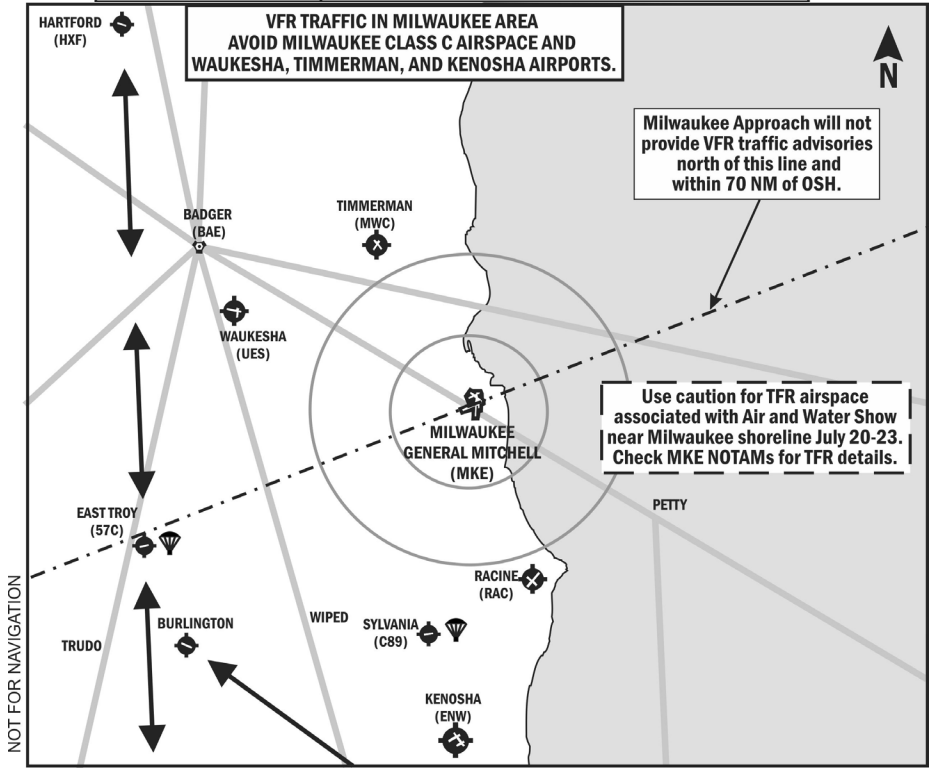 HARTFORD
(HXF)
VFR TRAFFIC IN MILWAUKEE AREA
AVOID MILWAUKEE CLASS C AIRSPACE AND
WAUKESHA, TIMMERMAN, AND KENOSHA AIRPORTS.
N
Milwaukee Approach will not
provide VFR traffic advisories
north of this line and
within 70 NM of OSH.
BADGER
(BAE)
TIMMERMAN
(MWC)
WAUKESHA
(UES)
MILWAUKEE
GENERAL MITCHELL
(MKE)
Use caution for TFR airspace
associated with Air and Water Show
near Milwaukee shoreline July 20-23.
Check MKE NOTAMs for TFR details.
PETTY
EAST TROY
(57C)
RACINE
(RAC)
TRUDO
BURLINGTON
WIPED
SYLVANIA
(C89)
KENOSHA
(ENW)
NOT FOR NAVIGATION